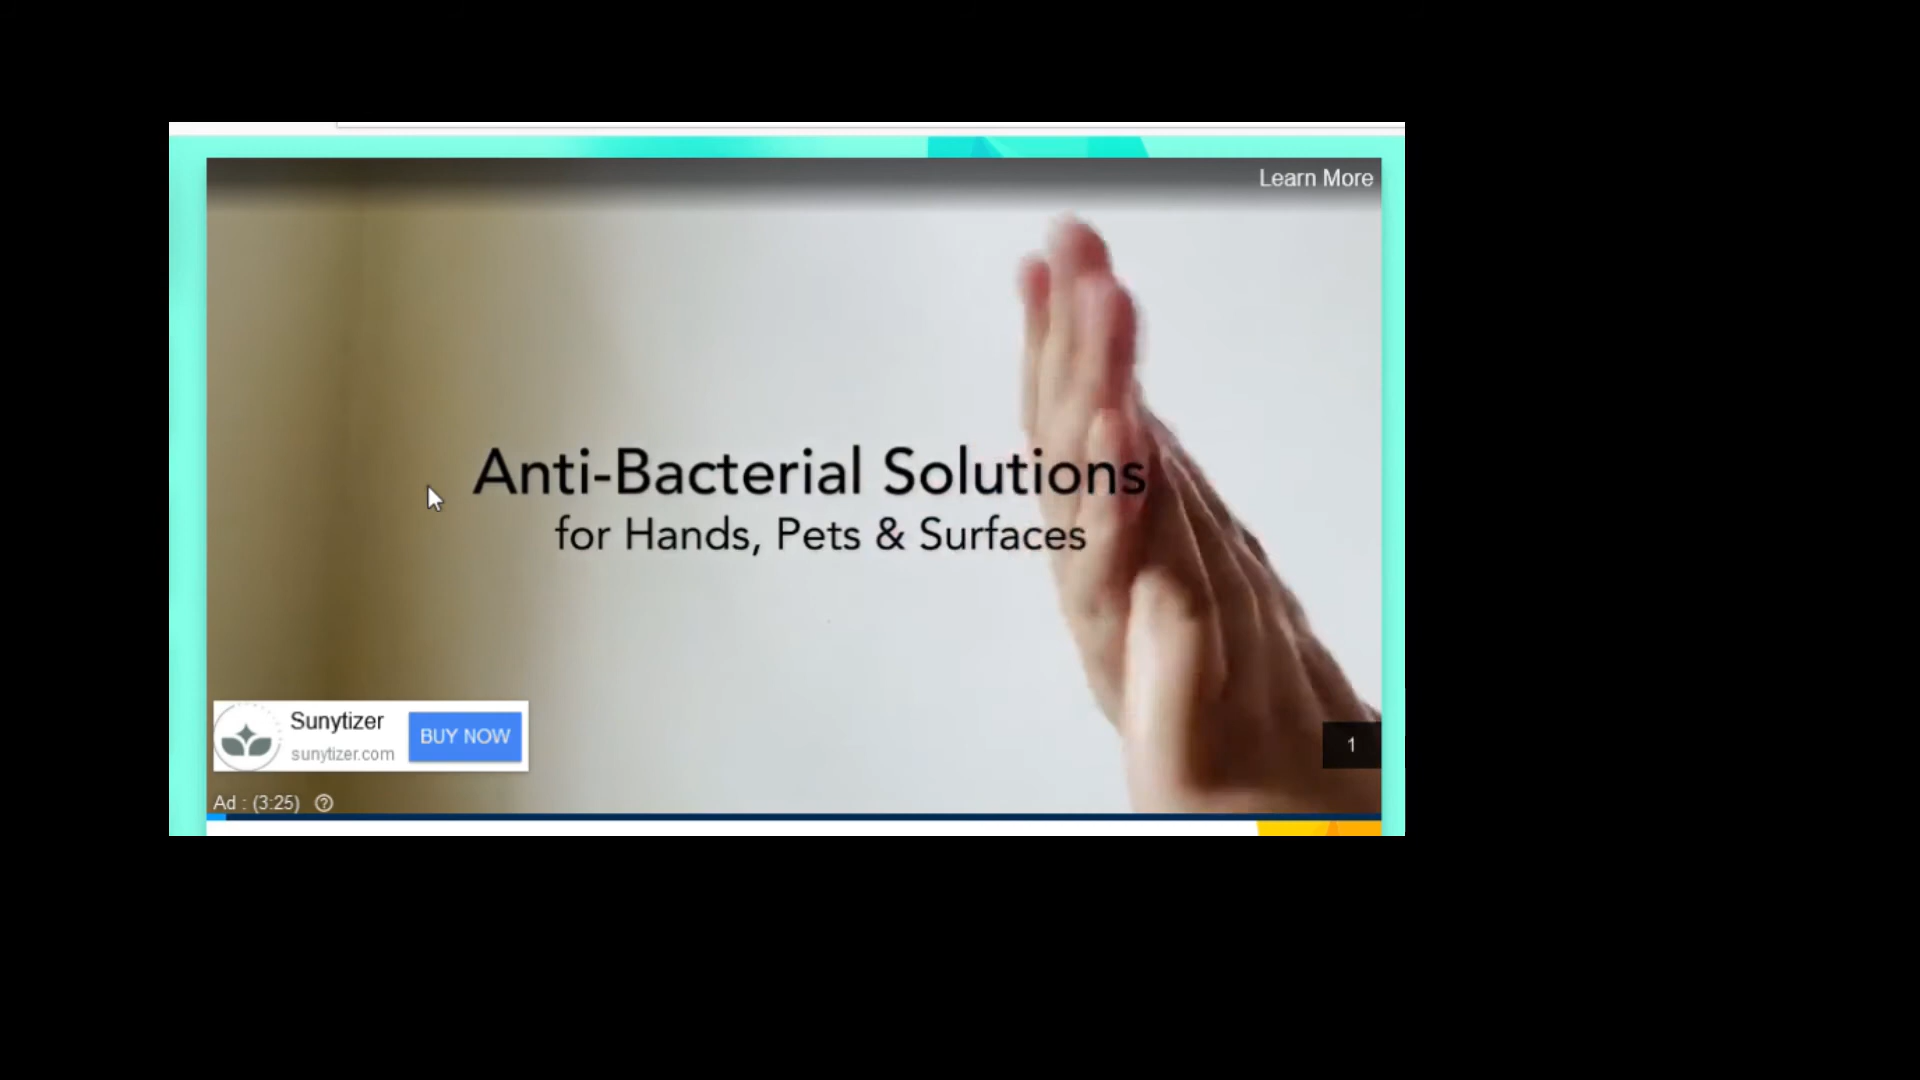 Learn More
Anti-Bacterial Solutions
for Hands, Pets & Surfaces
Sunytizer
sunytizer.com
BUY NOW
1
Ad : (3:25) ?